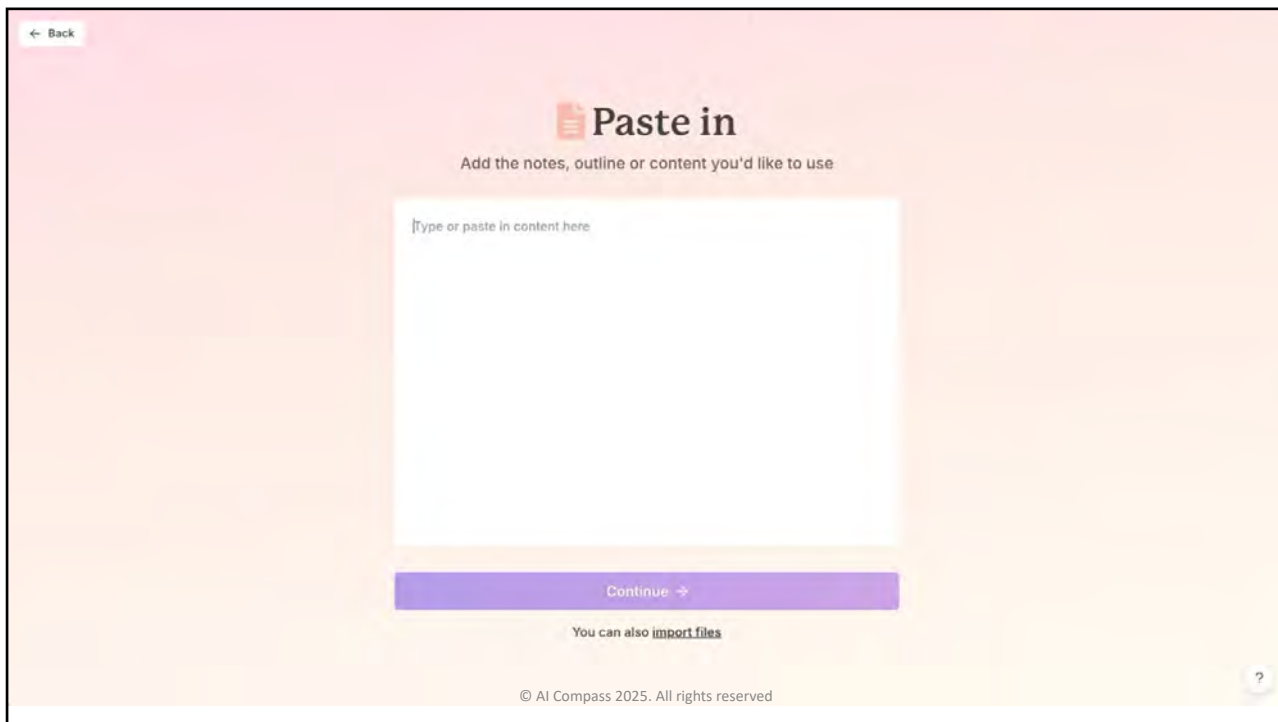 ← Back
Paste in
Add the notes, outline or content you'd like to use
Type or paste in content here
Continue →
You can also import files
?
© AI Compass 2025. All rights reserved